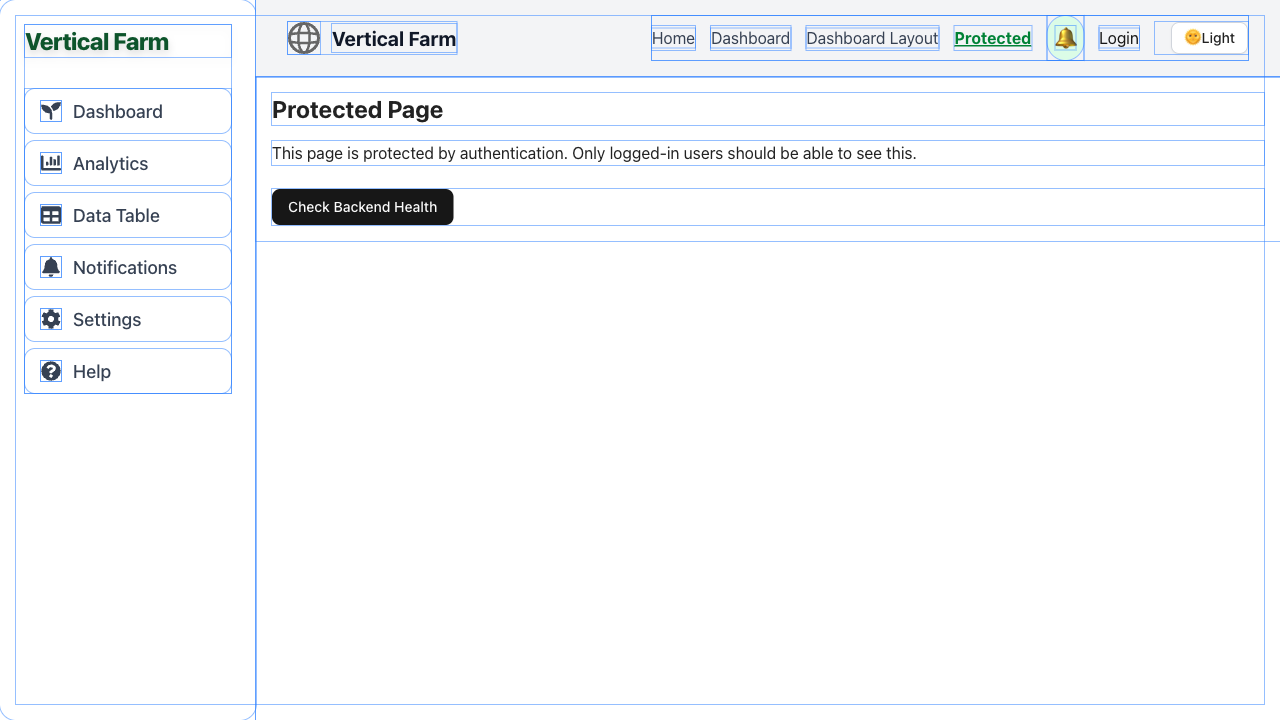 Vertical Farm
Dashboard
Analytics
Data Table
Notifications
Settings
Help
Vertical Farm
Home
Dashboard
Dashboard Layout
Protected
Login
Light
Protected Page
This page is protected by authentication. Only logged-in users should be able to see this.
Check Backend Health